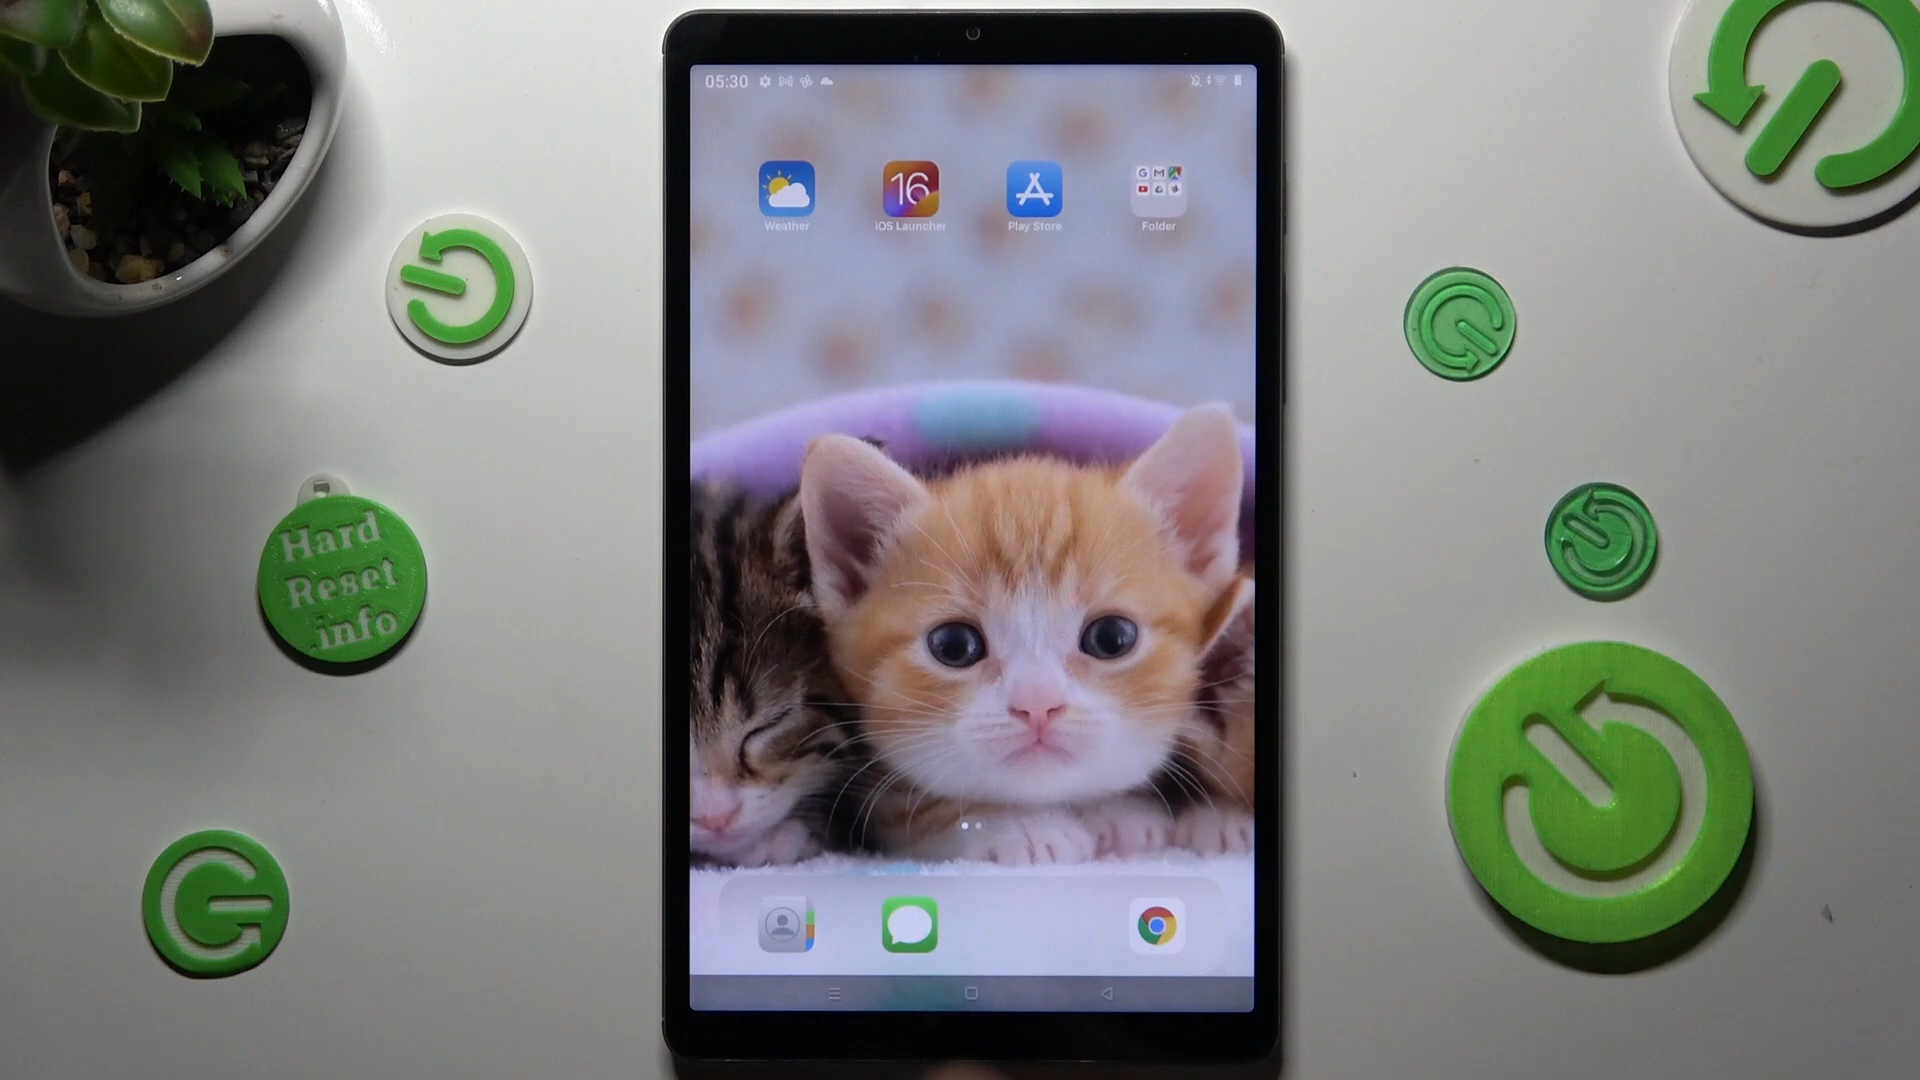 05:30
16
Weather
iOS Launcher
Play Store
Folder
Hard
Reset
.info